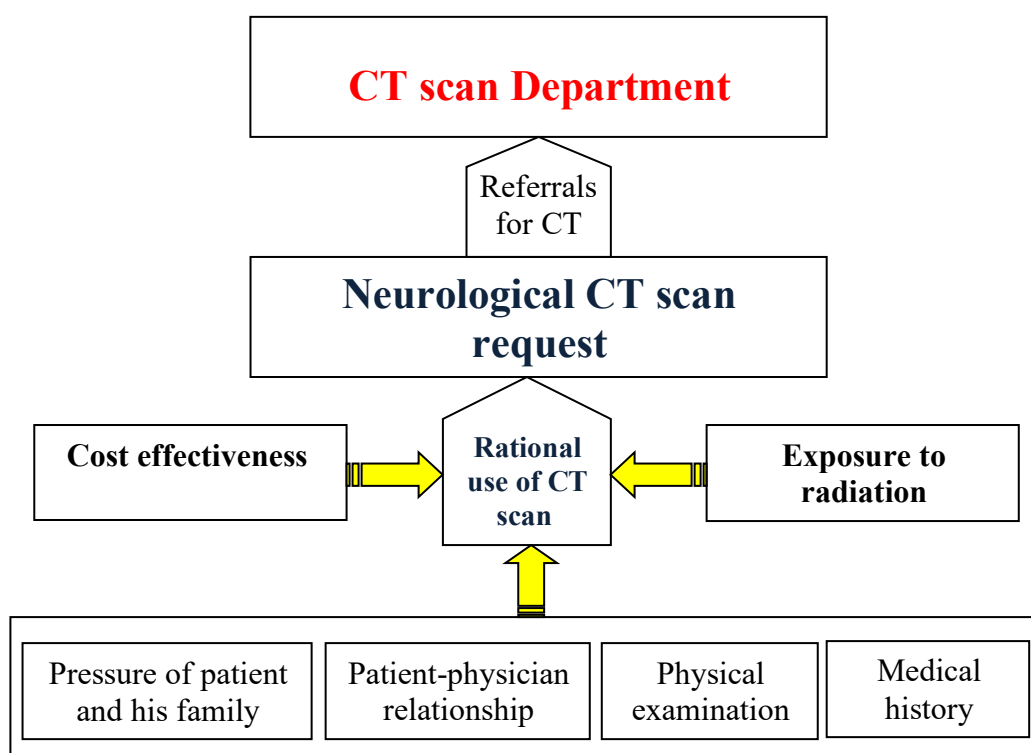 CT scan Department
Referrals
for CT
Neurological CT scan
request
Cost effectiveness
Rational
use of CT
scan
Exposure to
radiation
Pressure of patient
and his family
Patient-physician
relationship
Physical
examination
Medical
history